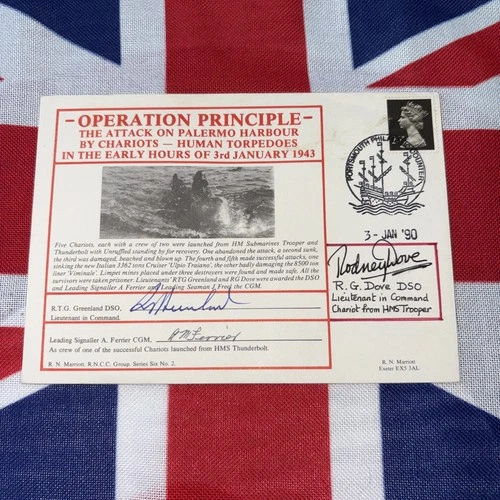 - OPERATION PRINCIPLE -
THE ATTACK ON PALERMO HARBOUR
BY CHARIOTS — HUMAN TORPEDOES
IN THE EARLY HOURS OF 3rd JANUARY 1943
Five Chariots, each with a crew of two were launched from HM Submarines Trooper and
Thunderbolt with Unruffled standing by for recovery. One abandoned the attack, a second sunk,
the third was damaged, beached and blown up. The fourth and fifth made successful attacks, one
sinking the new Italian 3362 tons Cruiser 'Ulpio Traiano', the other badly damaging the 8500 ton
liner 'Viminale'. Limpet mines placed under three destroyers were found and made safe. All the
survivors were taken prisoner. Lieutenants' RTG Greenland and RG Dove were awarded the DSO
and Leading Signaller A Ferrier and Leading Seaman J Freel the CGM.
R.T.G. Greenland DSO,
Lieutenant in Command.
Leading Signaller A. Ferrier CGM,
A M Ferrier
As crew of one of the successful Chariots launched from HMS Thunderbolt.
R. N. Marriott: R.N.C.C. Group. Series Six No. 2.
3 - JAN '90
Rodney Dove
R. G. DOVE DSO
Lieutenant in Command
Chariot from HMS Trooper
R. N. Marriott
Exeter EX5 3AL